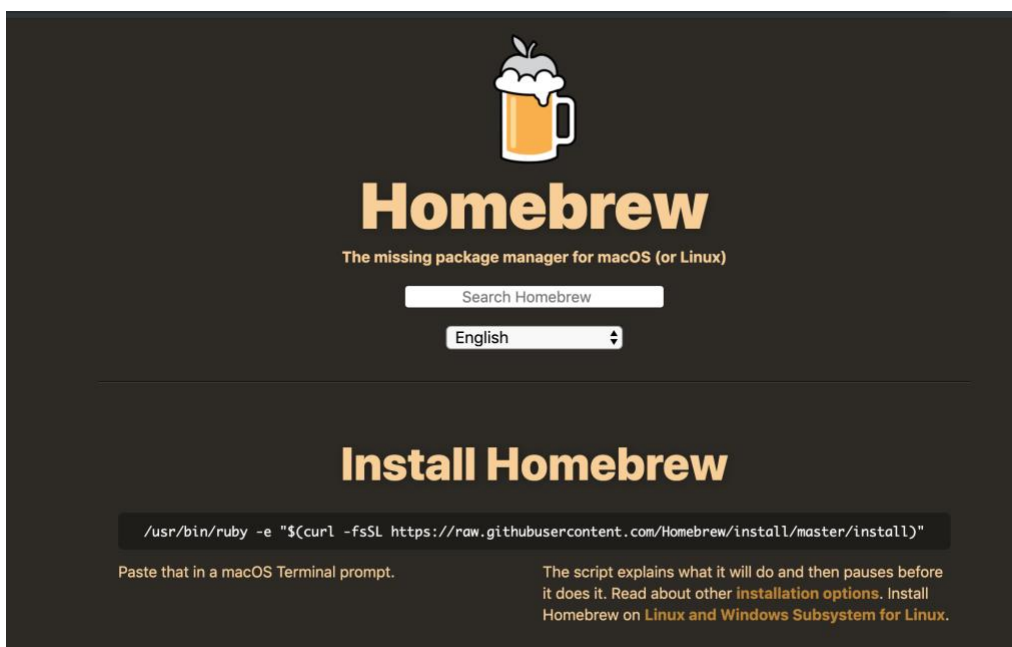 Homebrew
The missing package manager for macOS (or Linux)
Search Homebrew
English
Install Homebrew
/usr/bin/ruby -e "$(curl -fsSL https://raw.githubusercontent.com/Homebrew/install/master/install)"
Paste that in a macOS Terminal prompt.
The script explains what it will do and then pauses before
it does it. Read about other installation options. Install
Homebrew on Linux and Windows Subsystem for Linux.